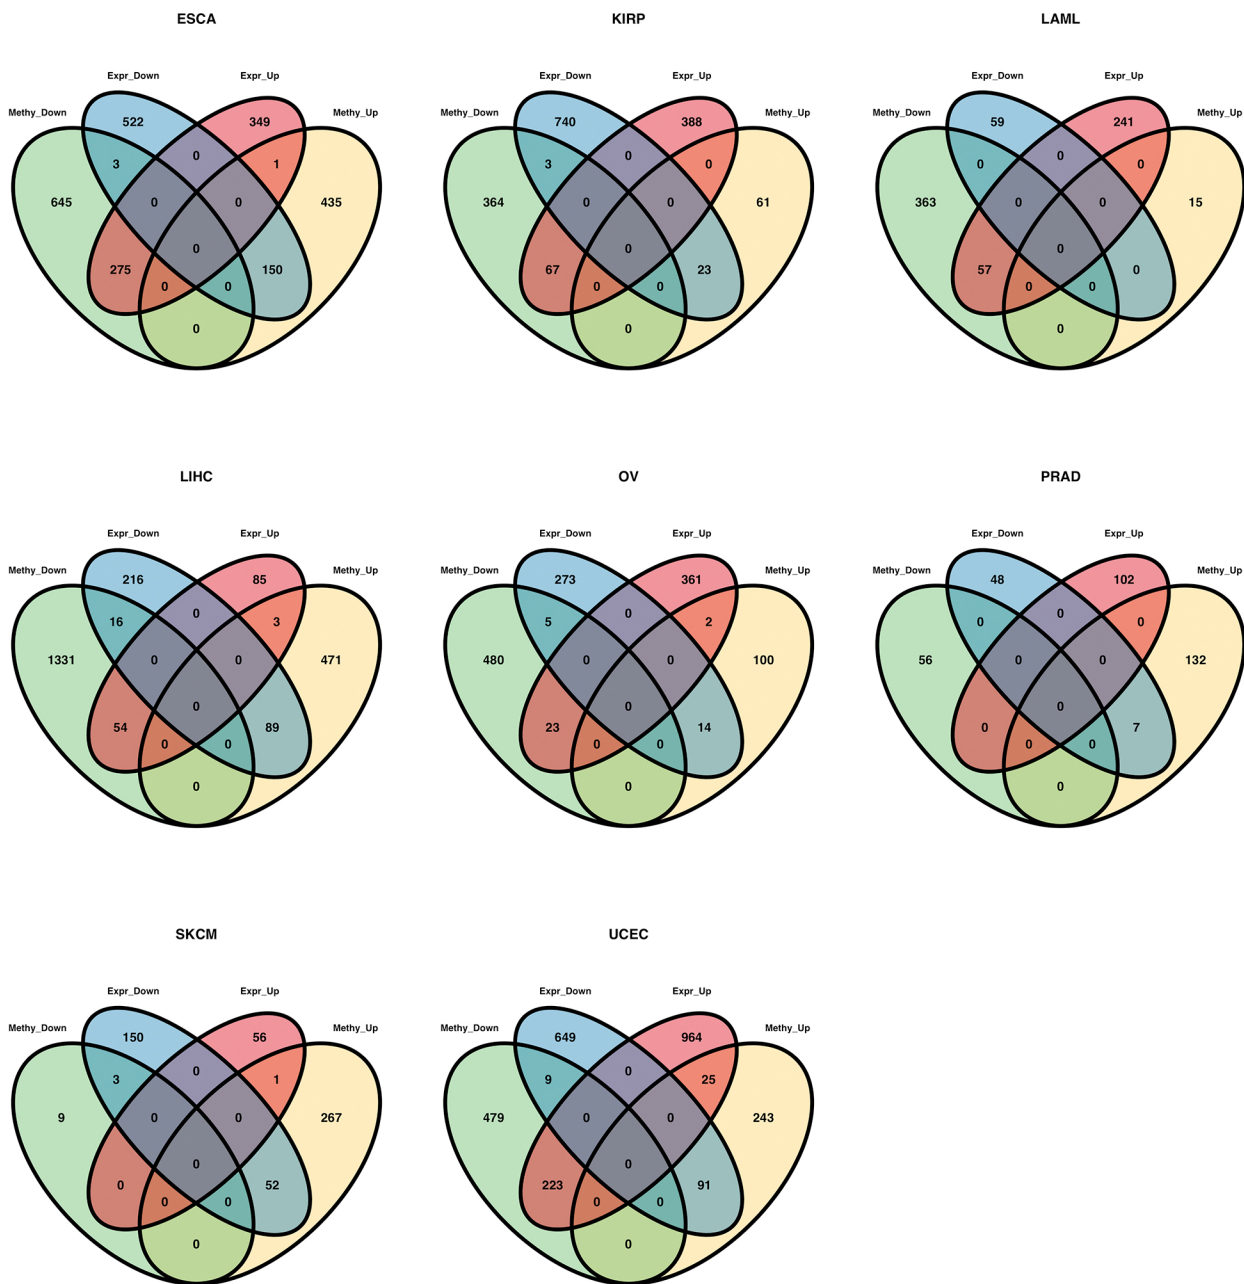 ESCA
Expr_Down Expr_Up
Methy_Down Methy_Up
522 349
3 0 1
645 0 0 435
0
275 150
0 0
0
KIRP
Expr_Down Expr_Up
Methy_Down Methy_Up
740 388
3 0 0
364 0 0 61
0
67 23
0 0
0
LAML
Expr_Down Expr_Up
Methy_Down Methy_Up
59 241
0 0 0
363 0 0 15
0
57 0
0 0
0
LIHC
Expr_Down Expr_Up
Methy_Down Methy_Up
216 85
16 0 3
1331 0 0 471
0
54 89
0 0
0
OV
Expr_Down Expr_Up
Methy_Down Methy_Up
273 361
5 0 2
480 0 0 100
0
23 14
0 0
0
PRAD
Expr_Down Expr_Up
Methy_Down Methy_Up
48 102
0 0 0
56 0 0 132
0
0 7
0 0
0
SKCM
Expr_Down Expr_Up
Methy_Down Methy_Up
150 56
3 0 1
9 0 0 267
0
0 52
0 0
0
UCEC
Expr_Down Expr_Up
Methy_Down Methy_Up
649 964
9 0 25
479 0 0 243
0
223 91
0 0
0